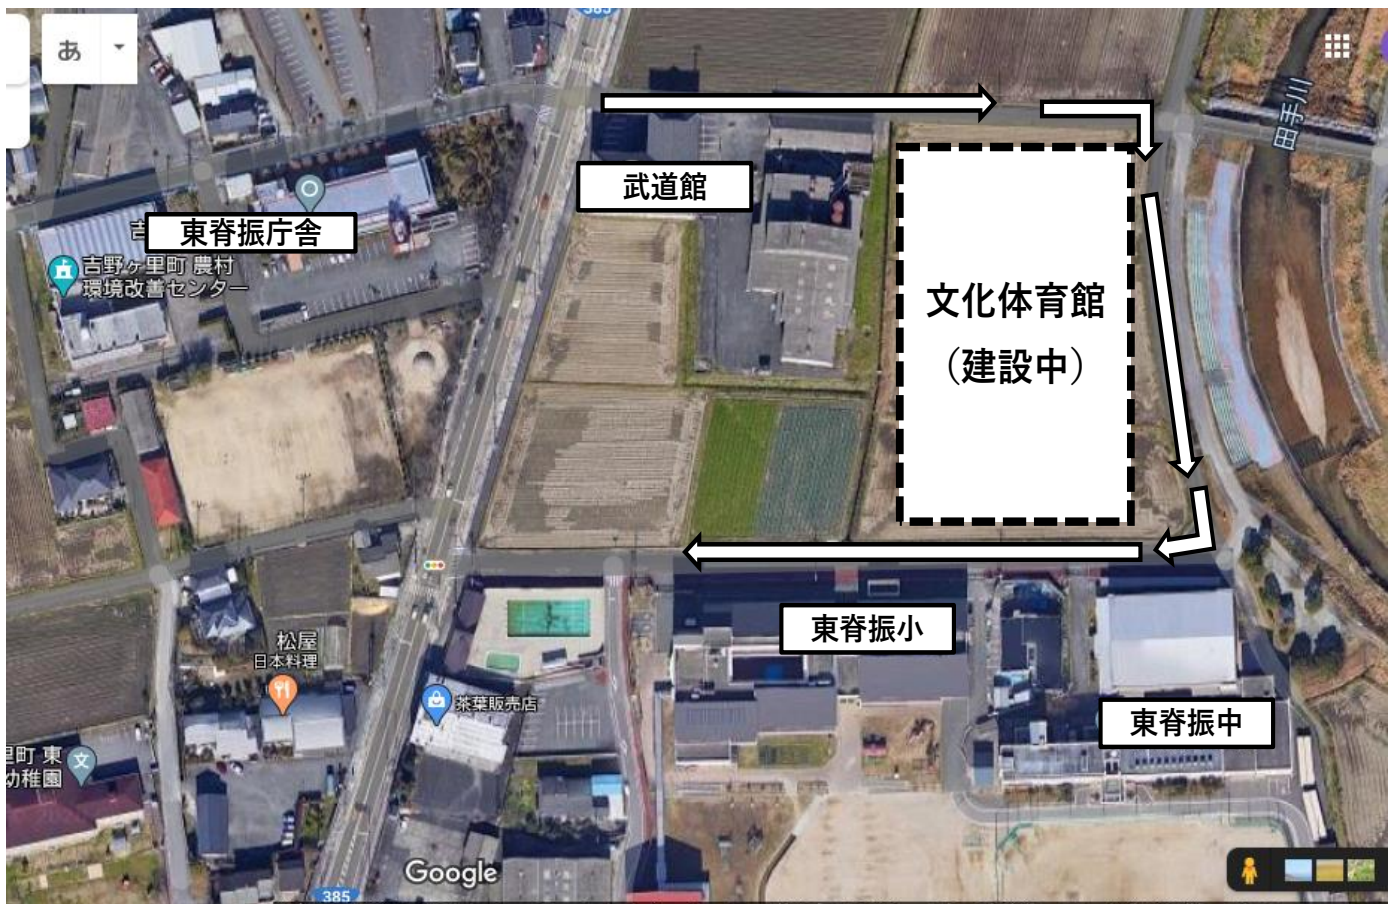 385
あ
田手川
武道館
東脊振庁舎
吉野ヶ里町 農村
環境改善センター
文化体育館
（建設中）
東脊振小
松屋
日本料理
茶葉販売店
東脊振中
里町 東
幼稚園
文
Google
385